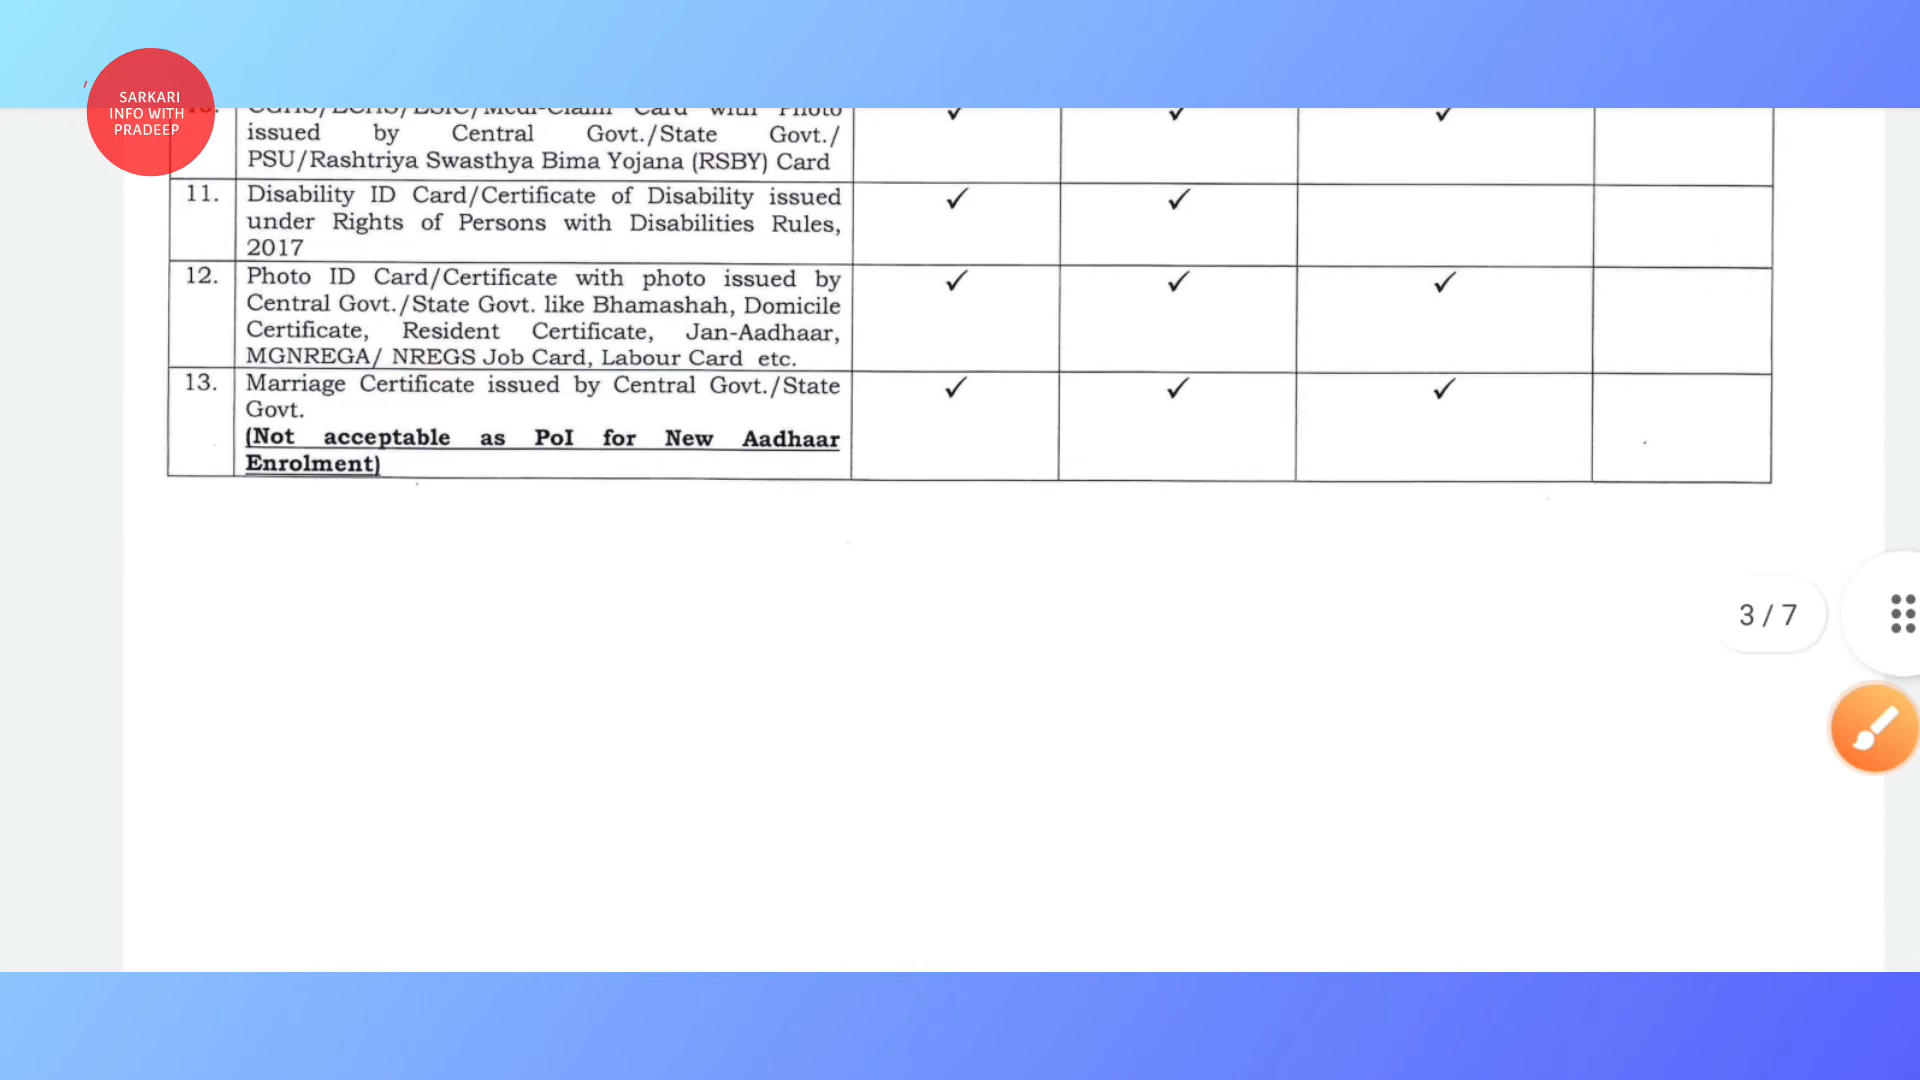 SARKARI
INFO WITH
PRADEEP
Card with Photo
issued by Central Govt./State Govt./
PSU/Rashtriya Swasthya Bima Yojana (RSBY) Card
✓ ✓ ✓
11. Disability ID Card/Certificate of Disability issued
under Rights of Persons with Disabilities Rules,
2017
✓ ✓
12. Photo ID Card/Certificate with photo issued by
Central Govt./State Govt. like Bhamashah, Domicile
Certificate, Resident Certificate, Jan-Aadhaar,
MGNREGA/ NREGS Job Card, Labour Card etc.
✓ ✓ ✓
13. Marriage Certificate issued by Central Govt./State
Govt.
(Not acceptable as PoI for New Aadhaar
Enrolment)
✓ ✓ ✓
3 / 7